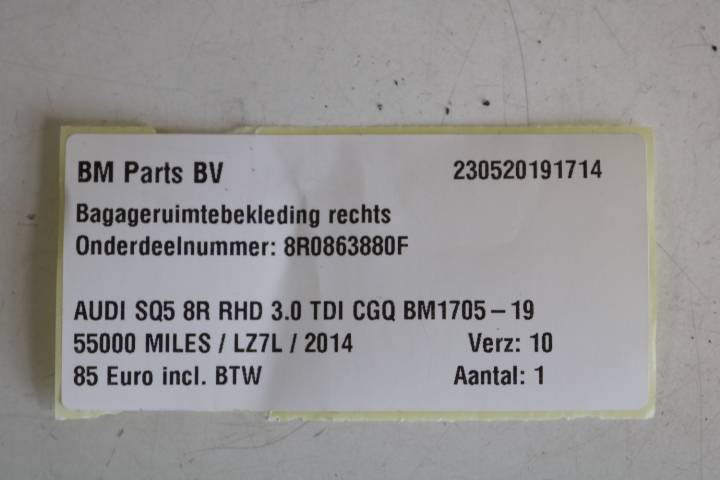 BM Parts BV 230520191714
Bagageruimtebekleding rechts
Onderdeelnummer: 8R0863880F
AUDI SQ5 8R RHD 3.0 TDI CGQ BM1705-19
55000 MILES / LZ7L / 2014 Verz: 10
85 Euro incl. BTW Aantal: 1